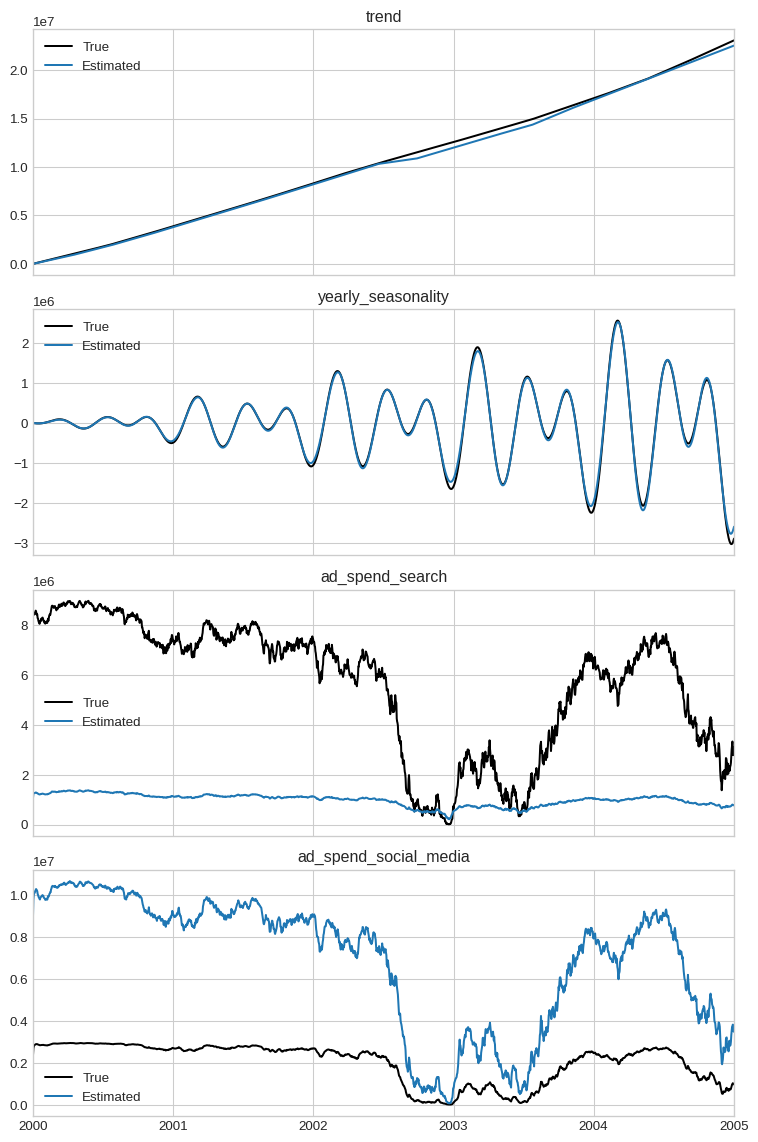 trend
1e7
True
Estimated
2.0
1.5
1.0
0.5
0.0
yearly_seasonality
1e6
True
Estimated
2
1
0
−1
−2
−3
ad_spend_search
1e6
8
6
True
Estimated
4
2
0
ad_spend_social_media
1e7
1.0
0.8
0.6
0.4
0.2
True
Estimated
0.0
2000 2001 2002 2003 2004 2005